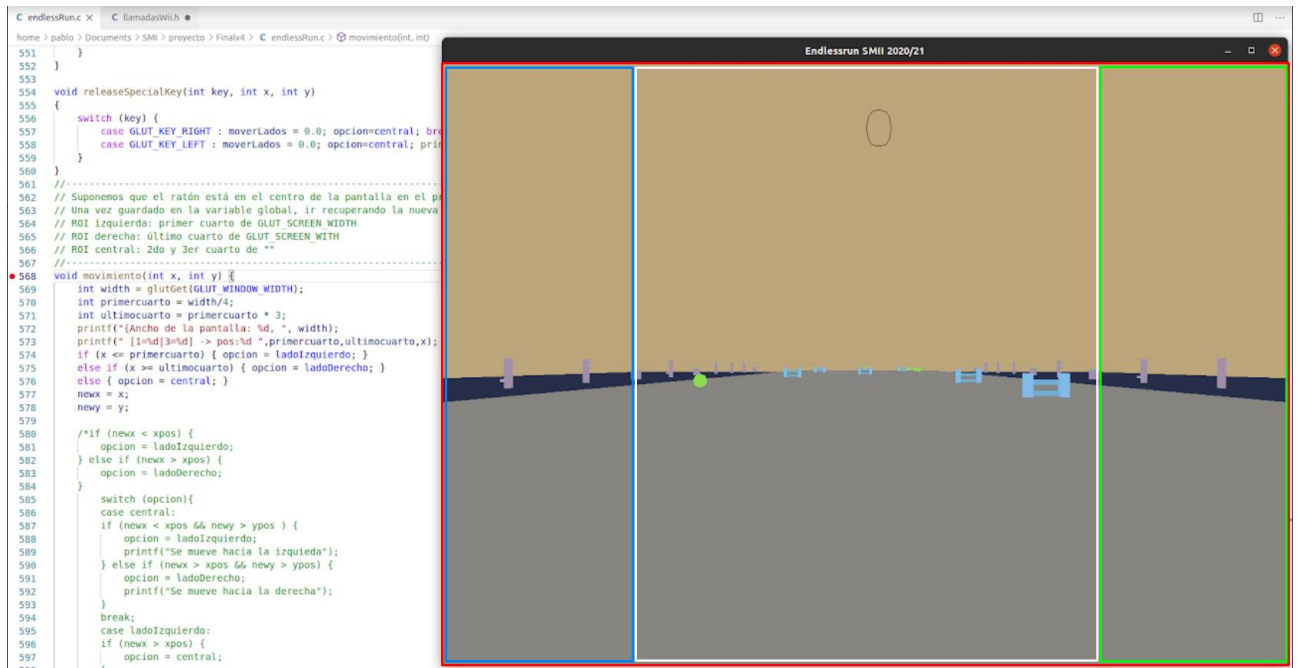 C endlessRun.c × C llamadasWii.h ●
home > pablo > Documents > SMI > proyecto > Finalv4 > C endlessRun.c > movimiento(int, int)
551 }
552 }
553
554 void releaseSpecialKey(int key, int x, int y)
555 {
556 switch (key) {
557 case GLUT_KEY_RIGHT : moverLados = 0.0; opcion=central; bre
558 case GLUT_KEY_LEFT : moverLados = 0.0; opcion=central; prin
559 }
560 }
561 //--------------------------------------------------------------
562 // Suponemos que el ratón está en el centro de la pantalla en el pr
563 // Una vez guardado en la variable global, ir recuperando la nueva
564 // ROI izquierda: primer cuarto de GLUT_SCREEN_WIDTH
565 // ROI derecha: último cuarto de GLUT_SCREEN_WITH
566 // ROI central: 2do y 3er cuarto de ""
567 //--------------------------------------------------------------
568 void movimiento(int x, int y) {
569 int width = glutGet(GLUT_WINDOW_WIDTH);
570 int primercuarto = width/4;
571 int ultimocuarto = primercuarto * 3;
572 printf("(Ancho de la pantalla: %d, ", width);
573 printf(" [1=%d|3=%d] -> pos:%d ",primercuarto,ultimocuarto,x);
574 if (x <= primercuarto) { opcion = ladoIzquierdo; }
575 else if (x >= ultimocuarto) { opcion = ladoDerecho; }
576 else { opcion = central; }
577 newx = x;
578 newy = y;
579
580 /*if (newx < xpos) {
581 opcion = ladoIzquierdo;
582 } else if (newx > xpos) {
583 opcion = ladoDerecho;
584 }
585 switch (opcion){
586 case central:
587 if (newx < xpos && newy > ypos ) {
588 opcion = ladoIzquierdo;
589 printf("Se mueve hacia la izquieda");
590 } else if (newx > xpos && newy > ypos) {
591 opcion = ladoDerecho;
592 printf("Se mueve hacia la derecha");
593 }
594 break;
595 case ladoIzquierdo:
596 if (newx > xpos) {
597 opcion = central;
Endlessrun SMII 2020/21